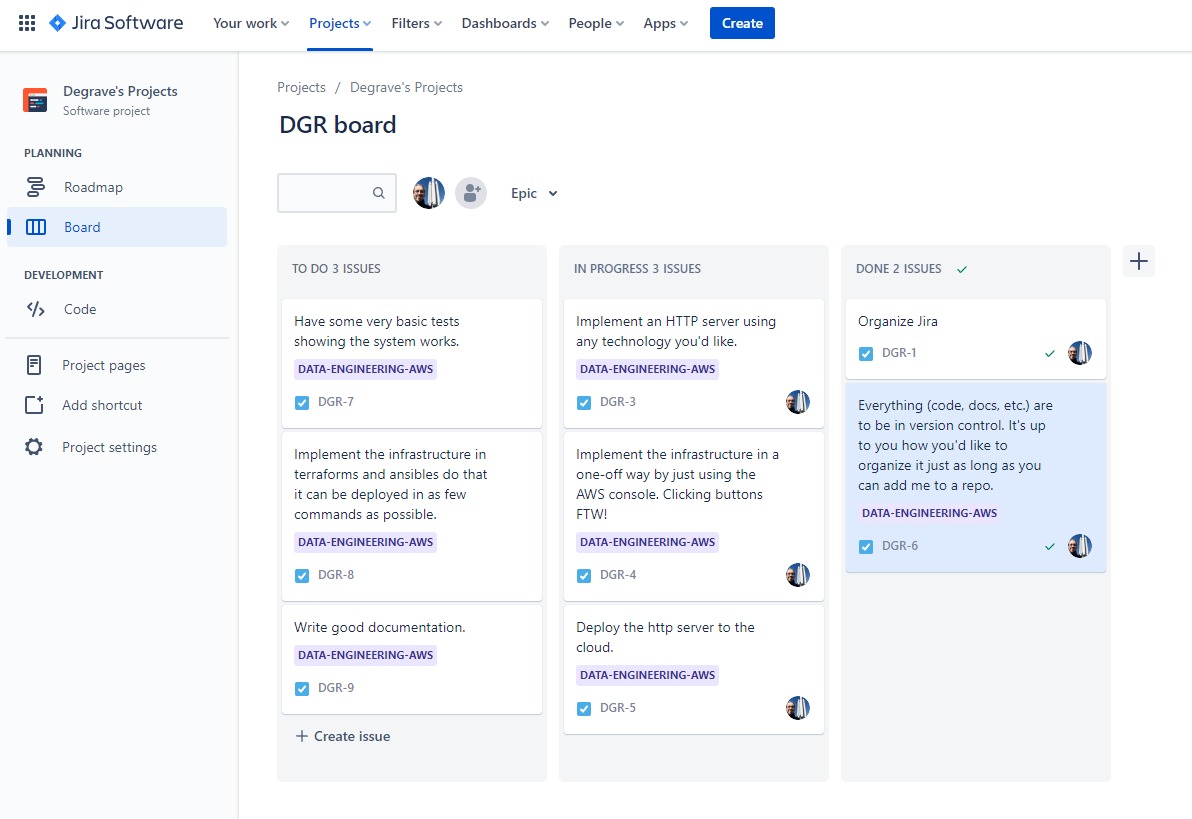 Jira Software Your work Projects Filters Dashboards People Apps Create
Degrave's Projects
Software project
PLANNING
Roadmap
Board
DEVELOPMENT
Code
Project pages
Add shortcut
Project settings
Projects / Degrave's Projects
DGR board
Epic
TO DO 3 ISSUES
Have some very basic tests
showing the system works.
DATA-ENGINEERING-AWS
DGR-7
Implement the infrastructure in
terraforms and ansibles do that
it can be deployed in as few
commands as possible.
DATA-ENGINEERING-AWS
DGR-8
Write good documentation.
DATA-ENGINEERING-AWS
DGR-9
Create issue
IN PROGRESS 3 ISSUES
Implement an HTTP server using
any technology you'd like.
DATA-ENGINEERING-AWS
DGR-3
Implement the infrastructure in a
one-off way by just using the
AWS console. Clicking buttons
FTW!
DATA-ENGINEERING-AWS
DGR-4
Deploy the http server to the
cloud.
DATA-ENGINEERING-AWS
DGR-5
DONE 2 ISSUES
Organize Jira
DGR-1
Everything (code, docs, etc.) are
to be in version control. It's up
to you how you'd like to
organize it just as long as you
can add me to a repo.
DATA-ENGINEERING-AWS
DGR-6